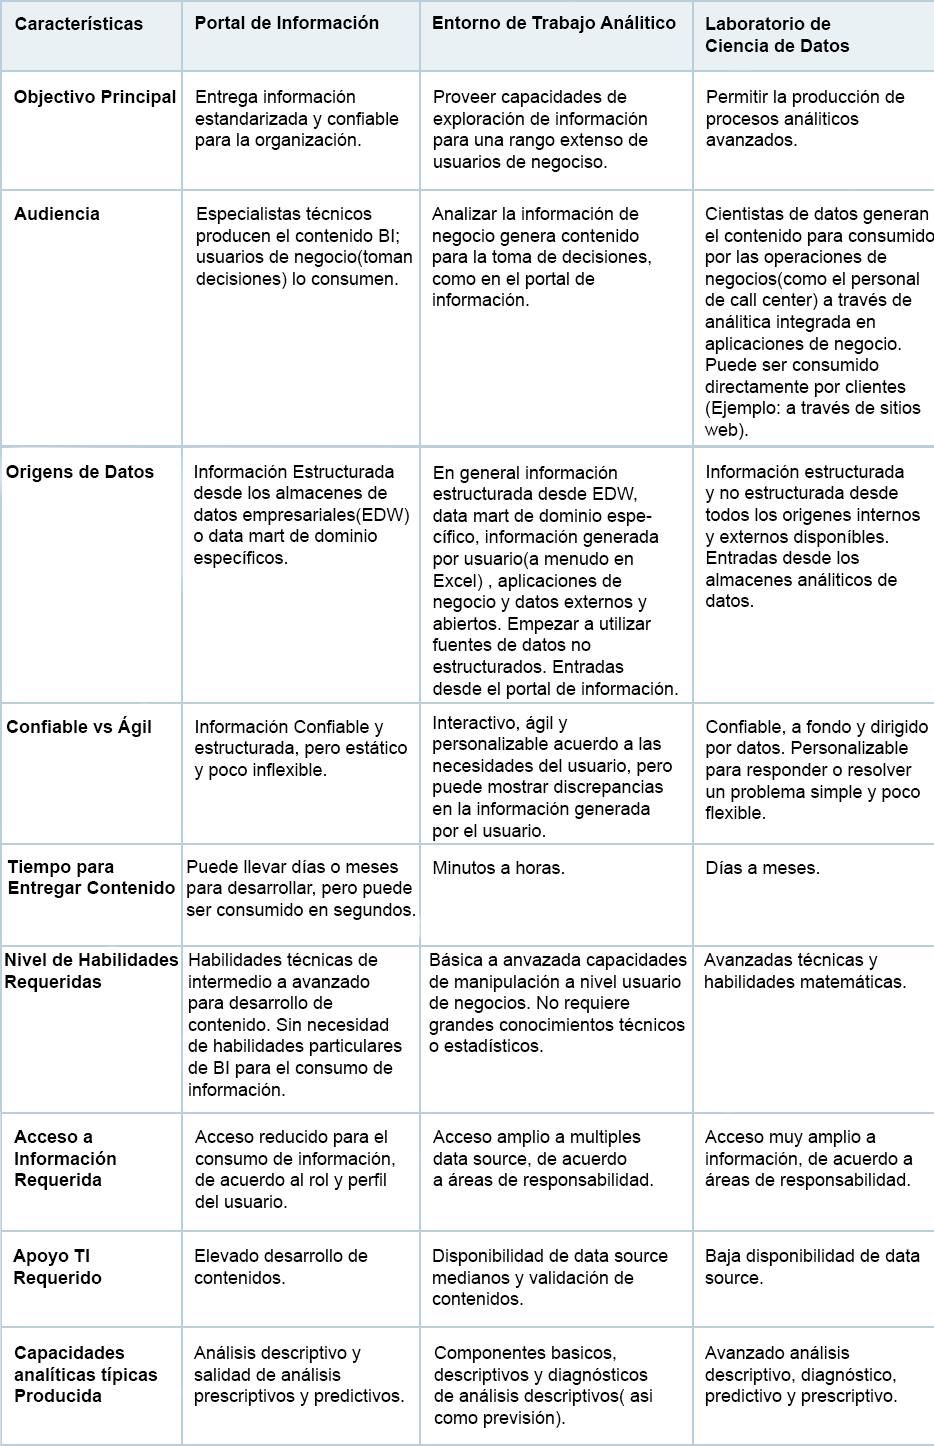 Características
Portal de Información
Entorno de Trabajo Análitico
Laboratorio de
Ciencia de Datos
Objectivo Principal
Entrega información
estandarizada y confiable
para la organización.
Proveer capacidades de
exploración de información
para una rango extenso de
usuarios de negociso.
Permitir la producción de
procesos análiticos
avanzados.
Audiencia
Especialistas técnicos
producen el contenido BI;
usuarios de negocio(toman
decisiones) lo consumen.
Analizar la información de
negocio genera contenido
para la toma de decisiones,
como en el portal de
información.
Cientistas de datos generan
el contenido para consumido
por las operaciones de
negocios(como el personal
de call center) a través de
análitica integrada en
aplicaciones de negocio.
Puede ser consumido
directamente por clientes
(Ejemplo: a través de sitios
web).
Origens de Datos
Información Estructurada
desde los almacenes de
datos empresariales(EDW)
o data mart de dominio
específicos.
En general información
estructurada desde EDW,
data mart de dominio espe-
cífico, información generada
por usuario(a menudo en
Excel) , aplicaciones de
negocio y datos externos y
abiertos. Empezar a utilizar
fuentes de datos no
estructurados. Entradas
desde el portal de información.
Información estructurada
y no estructurada desde
todos los origenes internos
y externos disponíbles.
Entradas desde los
almacenes análiticos de
datos.
Confiable vs Ágil
Información Confiable y
estructurada, pero estático
y poco inflexible.
Interactivo, ágil y
personalizable acuerdo a las
necesidades del usuario, pero
puede mostrar discrepancias
en la información generada
por el usuario.
Confiable, a fondo y dirigido
por datos. Personalizable
para responder o resolver
un problema simple y poco
flexible.
Tiempo para
Entregar Contenido
Puede llevar días o meses
para desarrollar, pero puede
ser consumido en segundos.
Minutos a horas.
Días a meses.
Nivel de Habilidades
Requeridas
Habilidades técnicas de
intermedio a avanzado
para desarrollo de
contenido. Sin necesidad
de habilidades particulares
de BI para el consumo de
información.
Básica a anvazada capacidades
de manipulación a nivel usuario
de negocios. No requiere
grandes conocimientos técnicos
o estadísticos.
Avanzadas técnicas y
habilidades matemáticas.
Acceso a
Información
Requerida
Acceso reducido para el
consumo de información,
de acuerdo al rol y perfil
del usuario.
Acceso amplio a multiples
data source, de acuerdo
a áreas de responsabilidad.
Acceso muy amplio a
información, de acuerdo a
áreas de responsabilidad.
Apoyo TI
Requerido
Elevado desarrollo de
contenidos.
Disponibilidad de data source
medianos y validación de
contenidos.
Baja disponibilidad de data
source.
Capacidades
analíticas típicas
Producida
Análisis descriptivo y
salidad de análisis
prescriptivos y predictivos.
Componentes basicos,
descriptivos y diagnósticos
de análisis descriptivos( asi
como previsión).
Avanzado análisis
descriptivo, diagnóstico,
predictivo y prescriptivo.